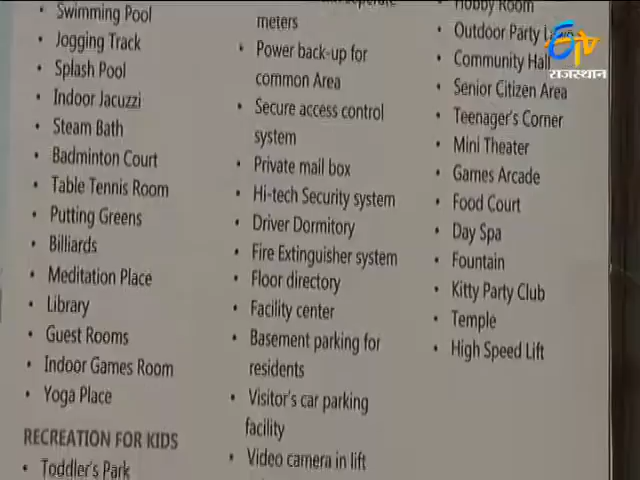 Swimming Pool
Jogging Track
Splash Pool
Indoor Jacuzzi
Steam Bath
Badminton Court
Table Tennis Room
Putting Greens
Billiards
Meditation Place
Library
Guest Rooms
Indoor Games Room
Yoga Place
RECREATION FOR KIDS
Toddler's Park
meters
Power back-up for
common Area
Secure access control
system
Private mail box
Hi-tech Security system
Driver Dormitory
Fire Extinguisher system
Floor directory
Facility center
Basement parking for
residents
Visitor's car parking
facility
Video camera in lift
Hobby Room
Outdoor Party
Community Hall
Senior Citizen Area
Teenager's Corner
Mini Theater
Games Arcade
Food Court
Day Spa
Fountain
Kitty Party Club
Temple
High Speed Lift
ETV
राजस्थान